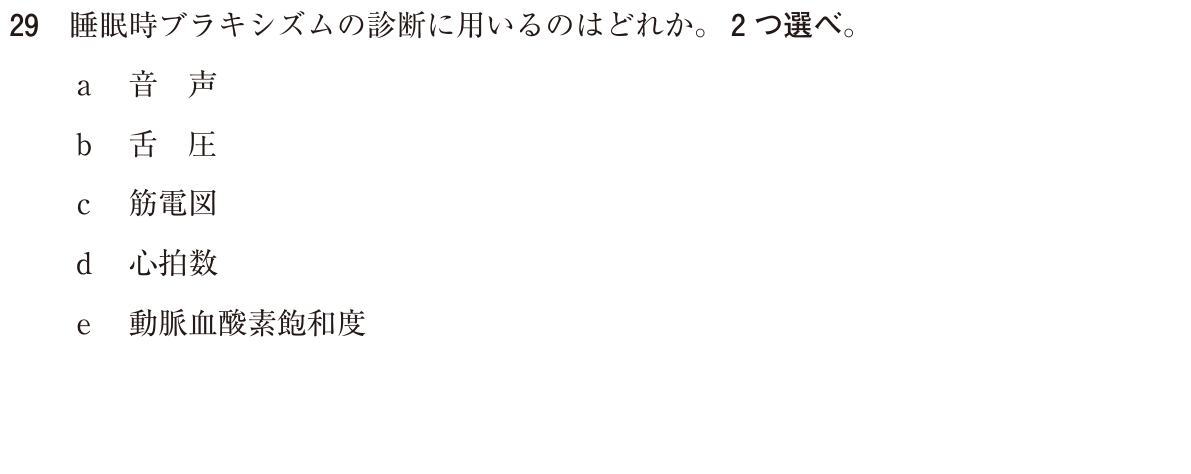 29 睡眠時ブラキシズムの診断に用いるのはどれか。2つ選べ。
a 音 声
b 舌 圧
c 筋電図
d 心拍数
e 動脈血酸素飽和度